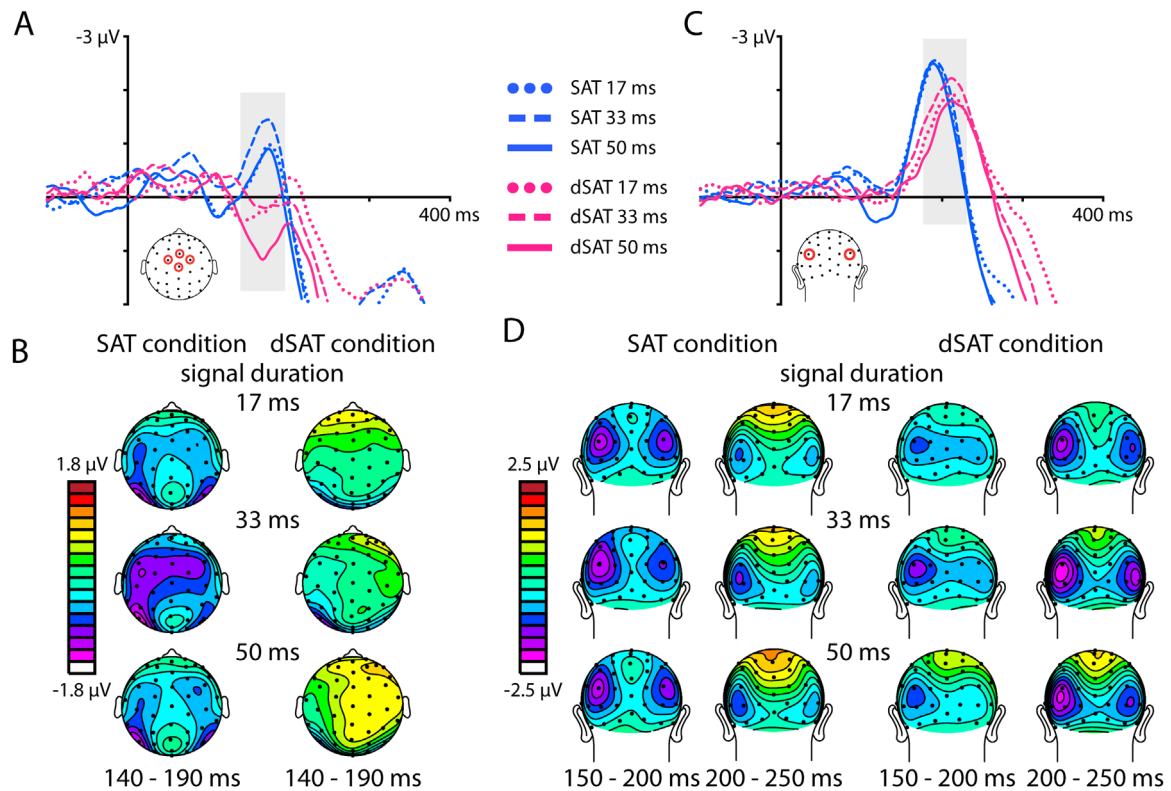 A
-3 µV
400 ms
SAT 17 ms
SAT 33 ms
SAT 50 ms
dSAT 17 ms
dSAT 33 ms
dSAT 50 ms
C
-3 µV
400 ms
B
SAT condition dSAT condition
signal duration
17 ms
33 ms
50 ms
1.8 µV
-1.8 µV
140 - 190 ms 140 - 190 ms
D
SAT condition dSAT condition
signal duration
17 ms
33 ms
50 ms
2.5 µV
-2.5 µV
150 - 200 ms 200 - 250 ms 150 - 200 ms 200 - 250 ms